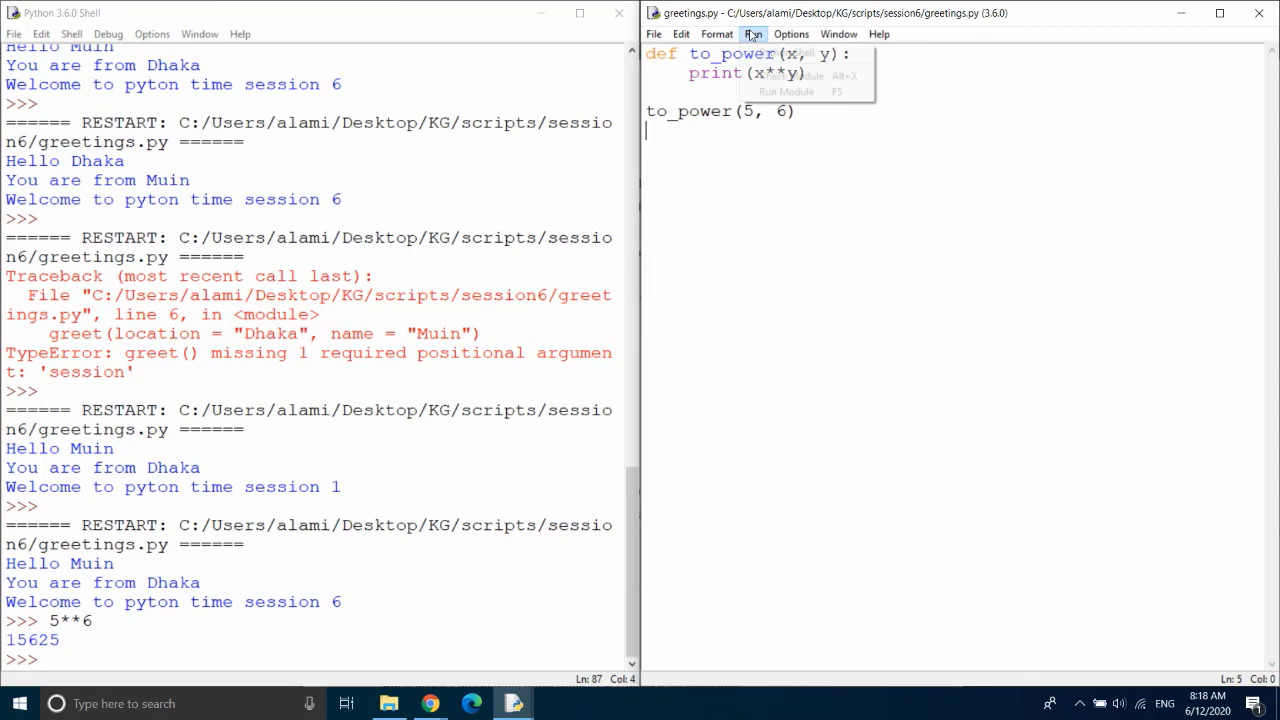 Python 3.6.0 Shell
File Edit Shell Debug Options Window Help
Hello Muin
You are from Dhaka
Welcome to pyton time session 6
>>>
====== RESTART: C:/Users/alami/Desktop/KG/scripts/sessio
n6/greetings.py ======
Hello Dhaka
You are from Muin
Welcome to pyton time session 6
>>>
====== RESTART: C:/Users/alami/Desktop/KG/scripts/sessio
n6/greetings.py ======
Traceback (most recent call last):
  File "C:/Users/alami/Desktop/KG/scripts/session6/greet
ings.py", line 6, in <module>
    greet(location = "Dhaka", name = "Muin")
TypeError: greet() missing 1 required positional argumen
t: 'session'
>>>
====== RESTART: C:/Users/alami/Desktop/KG/scripts/sessio
n6/greetings.py ======
Hello Muin
You are from Dhaka
Welcome to pyton time session 1
>>>
====== RESTART: C:/Users/alami/Desktop/KG/scripts/sessio
n6/greetings.py ======
Hello Muin
You are from Dhaka
Welcome to pyton time session 6
>>> 5**6
15625
>>>
Ln: 87 Col: 4
greetings.py - C:/Users/alami/Desktop/KG/scripts/session6/greetings.py (3.6.0)
File Edit Format Run Options Window Help
def to_power(x, y):
    print(x**y)
Module Alt+X
Run Module F5
to_power(5, 6)
Ln: 5 Col: 0
Type here to search
ENG
8:18 AM
6/12/2020
1